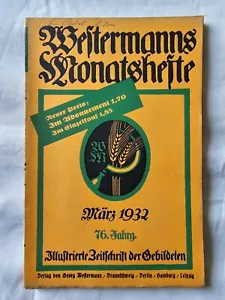 Westermanns
Monatshefte
Neuer Preis:
Im Abonnement 1,70
Im Einzelkauf 1,85
W
M
März 1932
76. Jahrg.
Illustrierte Zeitschrift der Gebildeten
Verlag von Georg Westermann / Braunschweig / Berlin / Hamburg / Leipzig